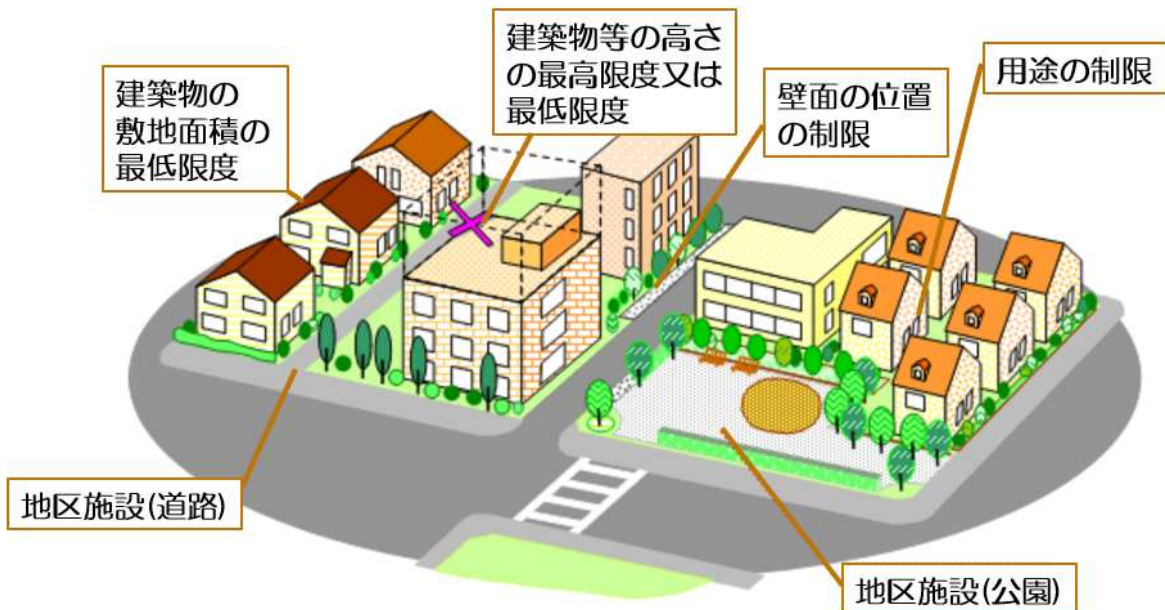 建築物の
敷地面積の
最低限度
建築物等の高さ
の最高限度又は
最低限度
壁面の位置
の制限
用途の制限
地区施設(道路)
地区施設(公園)